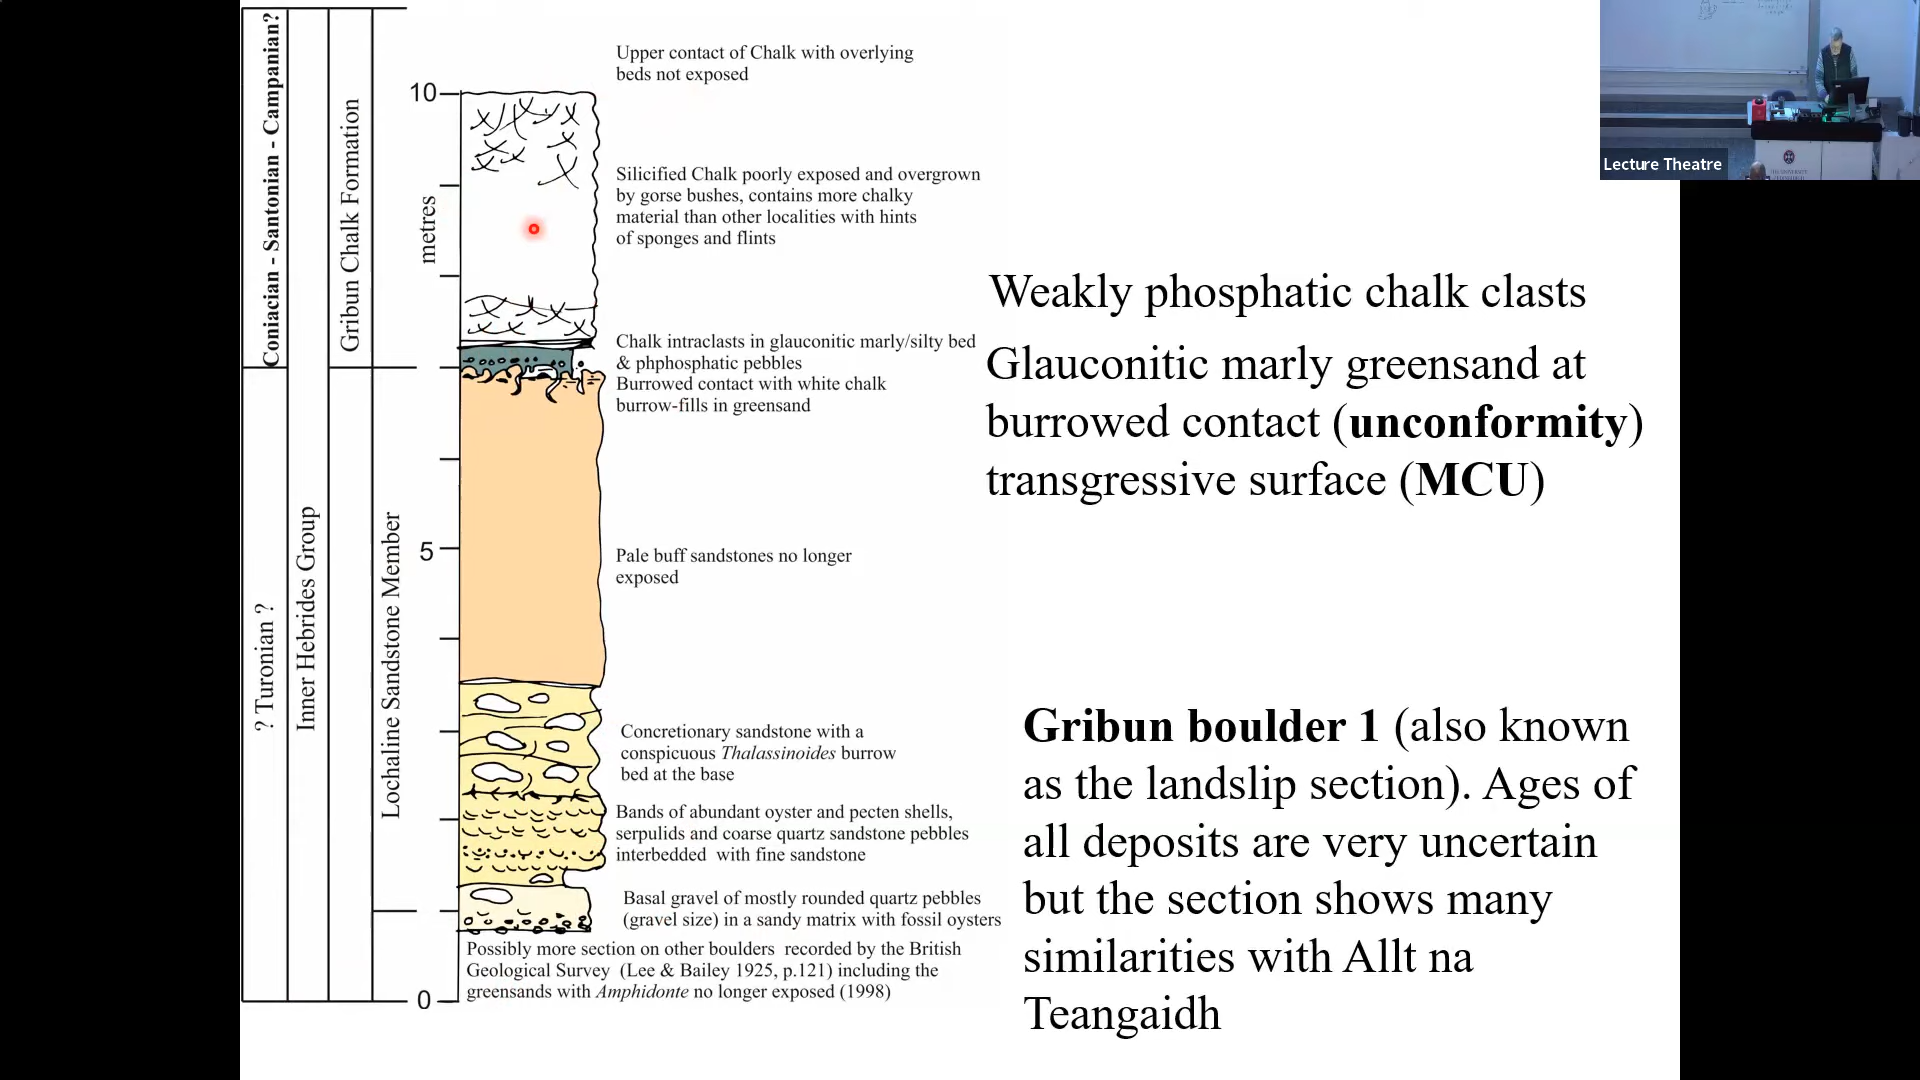 Coniacian - Santonian - Campanian?
? Turonian ?
Inner Hebrides Group
Gribun Chalk Formation
Lochaline Sandstone Member
metres
10
5
0
Upper contact of Chalk with overlying
beds not exposed
Silicified Chalk poorly exposed and overgrown
by gorse bushes, contains more chalky
material than other localities with hints
of sponges and flints
Chalk intraclasts in glauconitic marly/silty bed
& phphosphatic pebbles
Burrowed contact with white chalk
burrow-fills in greensand
Pale buff sandstones no longer
exposed
Concretionary sandstone with a
conspicuous Thalassinoides burrow
bed at the base
Bands of abundant oyster and pecten shells,
serpulids and coarse quartz sandstone pebbles
interbedded with fine sandstone
Basal gravel of mostly rounded quartz pebbles
(gravel size) in a sandy matrix with fossil oysters
Possibly more section on other boulders recorded by the British
Geological Survey (Lee & Bailey 1925, p.121) including the
greensands with Amphidonte no longer exposed (1998)
Weakly phosphatic chalk clasts
Glauconitic marly greensand at
burrowed contact (unconformity)
transgressive surface (MCU)
Gribun boulder 1 (also known
as the landslip section). Ages of
all deposits are very uncertain
but the section shows many
similarities with Allt na
Teangaidh
Lecture Theatre